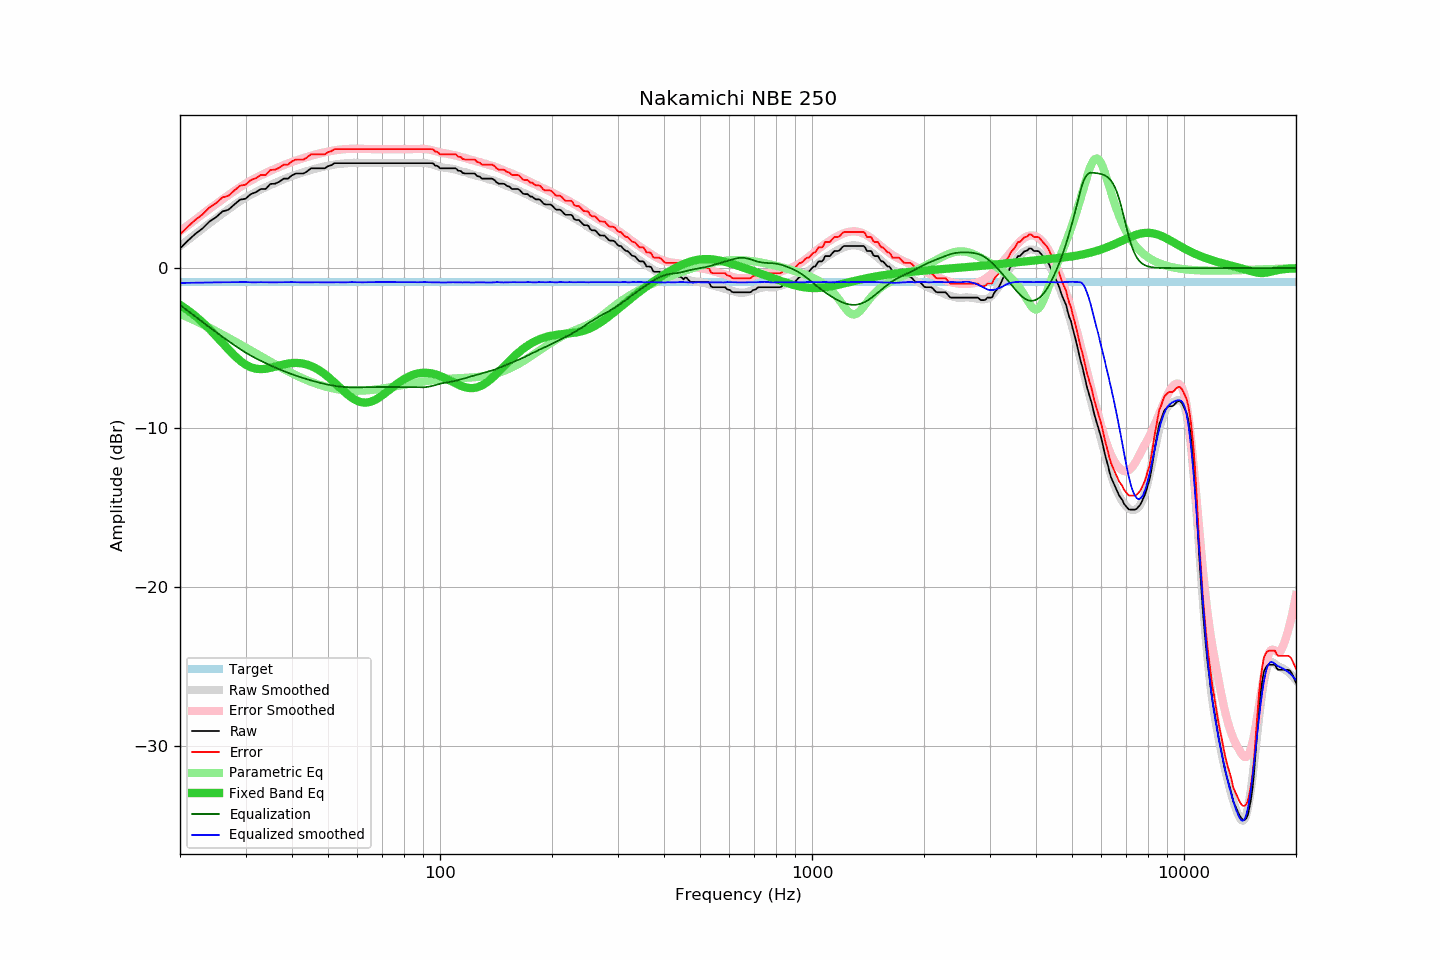 Nakamichi NBE 250
Amplitude (dBr)
0
−10
−20
−30
Target
Raw Smoothed
Error Smoothed
Raw
Error
Parametric Eq
Fixed Band Eq
Equalization
Equalized smoothed
100
1000
10000
Frequency (Hz)